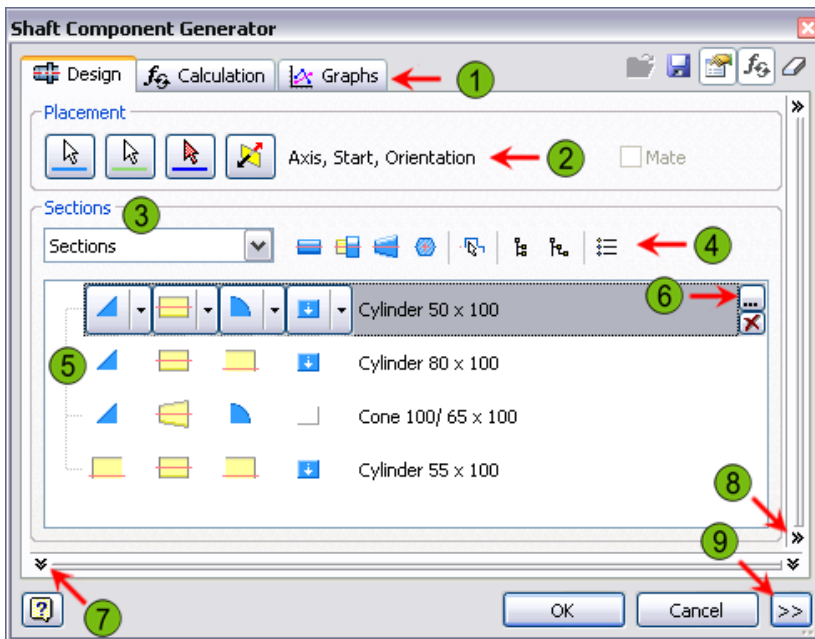 Shaft Component Generator
Design Calculation Graphs 1
Placement
Axis, Start, Orientation 2 Mate
Sections 3
Sections 4
6
Cylinder 50 x 100 ...
5 Cylinder 80 x 100
Cone 100/ 65 x 100
Cylinder 55 x 100
8
9
7
OK Cancel >>